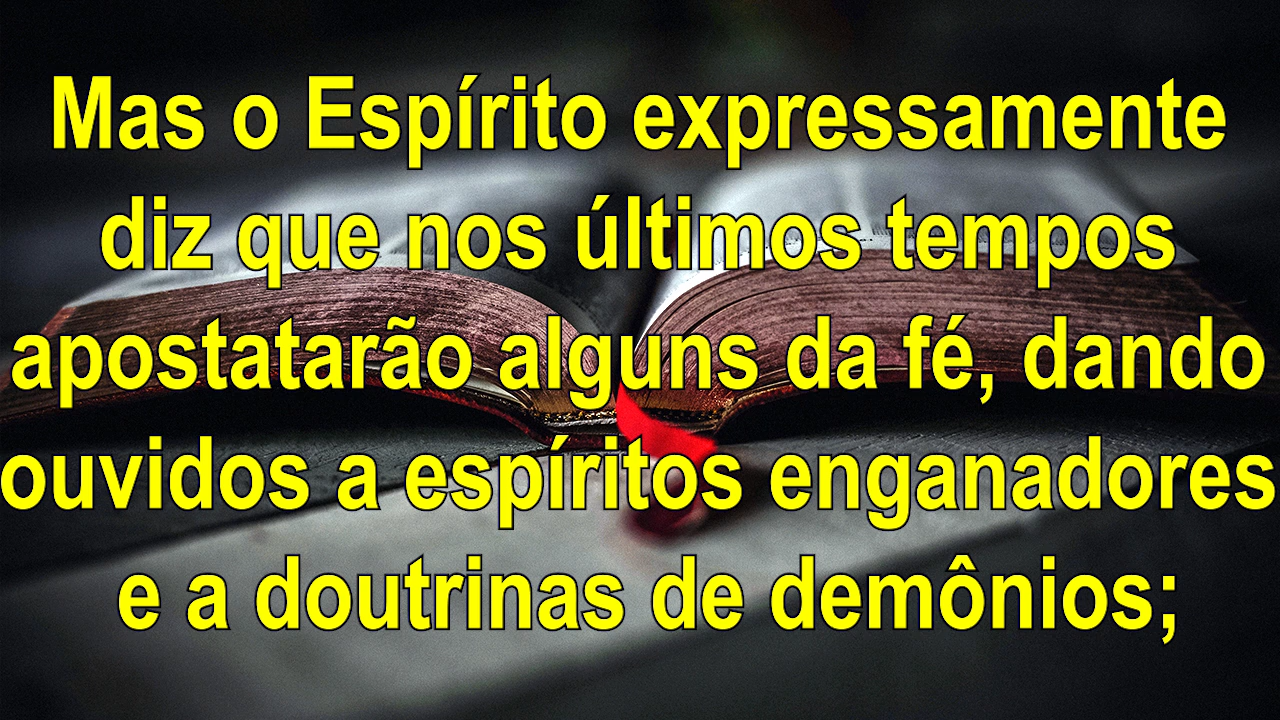 Mas o Espírito expressamente
diz que nos últimos tempos
apostatarão alguns da fé, dando
ouvidos a espíritos enganadores
e a doutrinas de demônios;